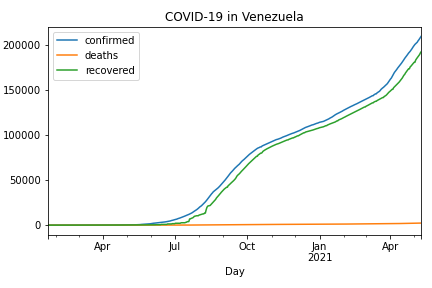 COVID-19 in Venezuela
confirmed
deaths
recovered
200000
150000
100000
50000
0
Apr Jul Oct Jan Apr
2021
Day